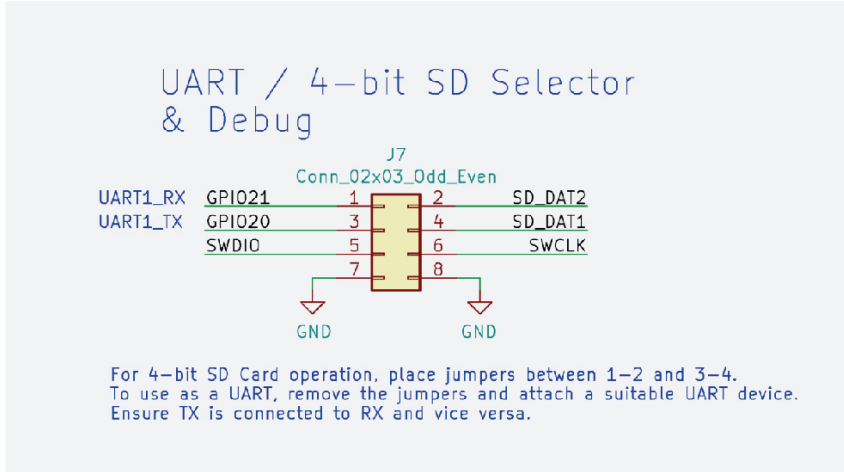 UART / 4-bit SD Selector
& Debug
J7
Conn_02x03_Odd_Even
UART1_RX GPIO21 1 2 SD_DAT2
UART1_TX GPIO20 3 4 SD_DAT1
SWDIO 5 6 SWCLK
7 8
GND GND
For 4-bit SD Card operation, place jumpers between 1-2 and 3-4.
To use as a UART, remove the jumpers and attach a suitable UART device.
Ensure TX is connected to RX and vice versa.